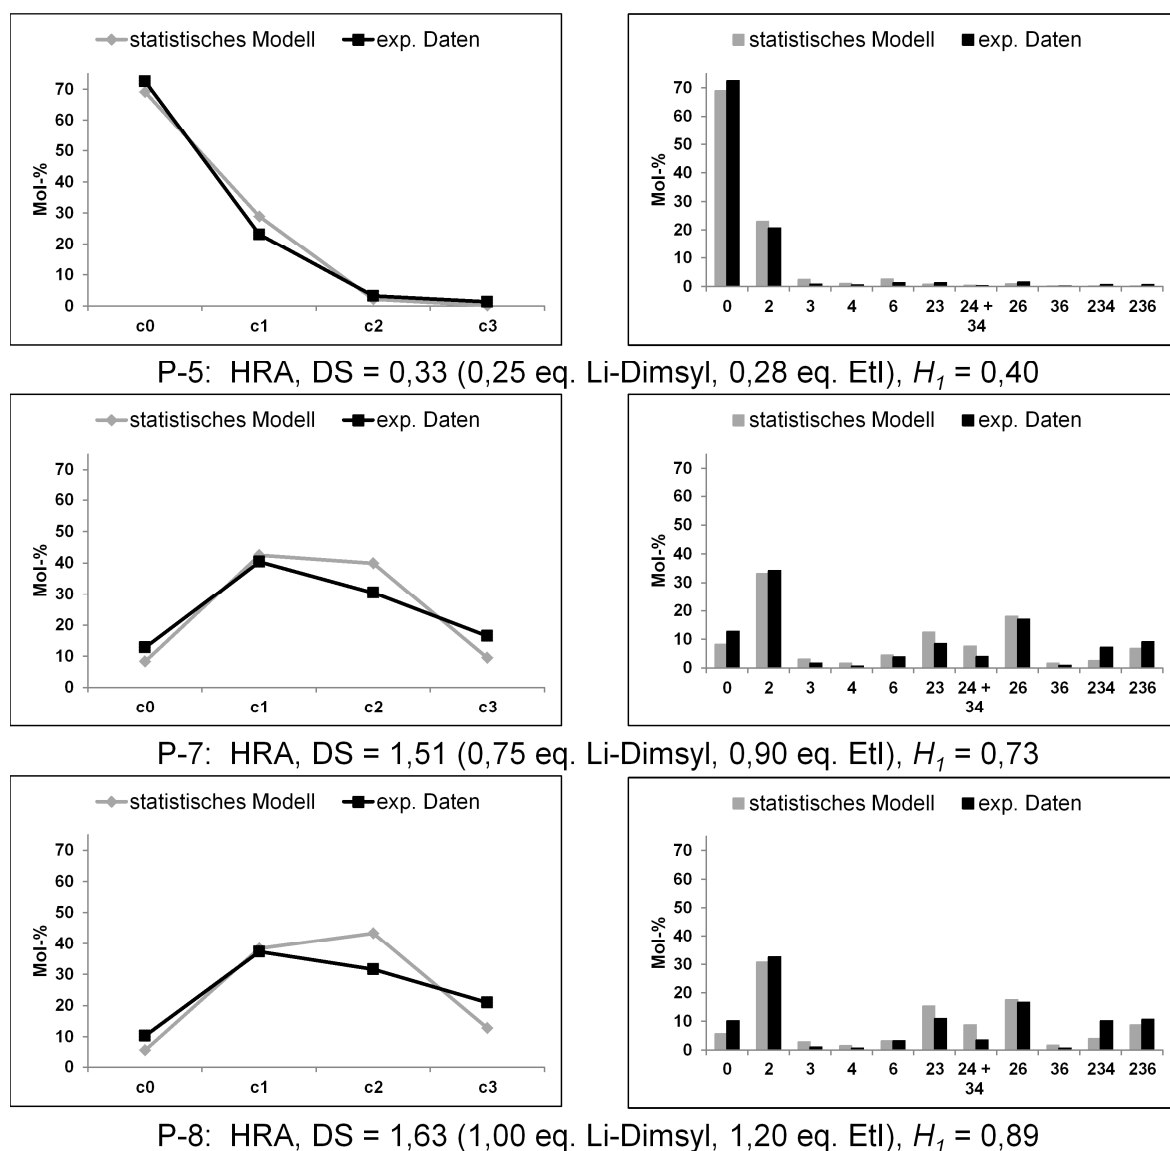 statistisches Modell exp. Daten
70
60
50
40
30
20
10
0
Mol-%
c0 c1 c2 c3
statistisches Modell exp. Daten
70
60
50
40
30
20
10
0
Mol-%
0 2 3 4 6 23 24 + 26 36 234 236
34
P-5: HRA, DS = 0,33 (0,25 eq. Li-Dimsyl, 0,28 eq. EtI), H1 = 0,40
statistisches Modell exp. Daten
70
60
50
40
30
20
10
0
Mol-%
c0 c1 c2 c3
statistisches Modell exp. Daten
70
60
50
40
30
20
10
0
Mol-%
0 2 3 4 6 23 24 + 26 36 234 236
34
P-7: HRA, DS = 1,51 (0,75 eq. Li-Dimsyl, 0,90 eq. EtI), H1 = 0,73
statistisches Modell exp. Daten
70
60
50
40
30
20
10
0
Mol-%
c0 c1 c2 c3
statistisches Modell exp. Daten
70
60
50
40
30
20
10
0
Mol-%
0 2 3 4 6 23 24 + 26 36 234 236
34
P-8: HRA, DS = 1,63 (1,00 eq. Li-Dimsyl, 1,20 eq. EtI), H1 = 0,89